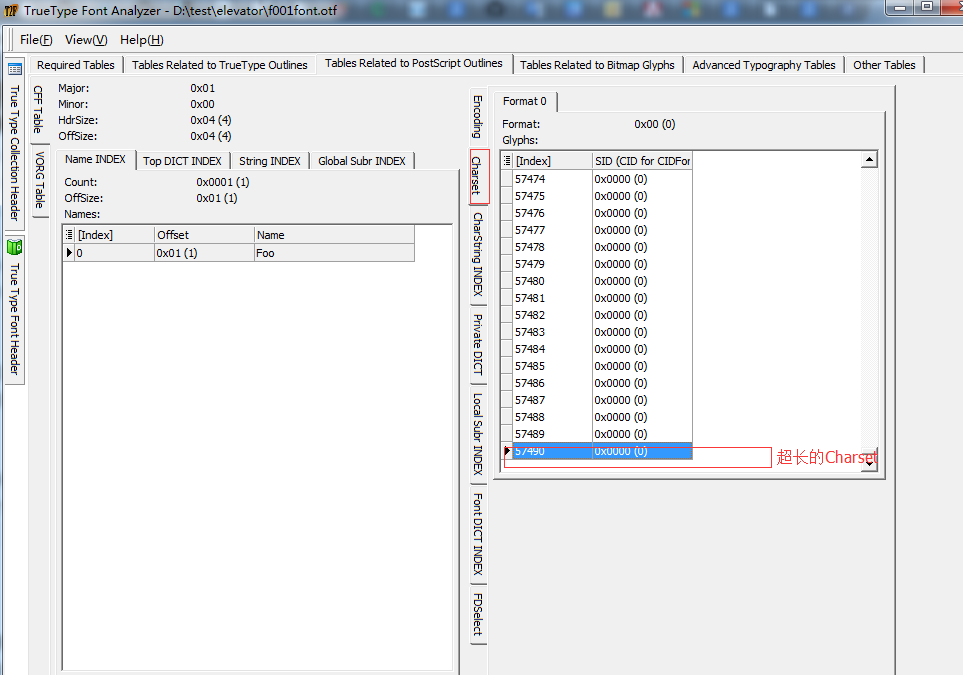 TrueType Font Analyzer - D:\test\elevator\f001font.otf
File(F) View(V) Help(H)
Required Tables Tables Related to TrueType Outlines Tables Related to PostScript Outlines Tables Related to Bitmap Glyphs Advanced Typography Tables Other Tables
True Type Collection Header
True Type Font Header
CFF Table
VORG Table
Major: 0x01
Minor: 0x00
HdrSize: 0x04 (4)
OffSize: 0x04 (4)
Name INDEX Top DICT INDEX String INDEX Global Subr INDEX
Count: 0x0001 (1)
OffSize: 0x01 (1)
Names:
[Index] Offset Name
0 0x01 (1) Foo
Encoding
Charset
CharString INDEX
Private DICT
Local Subr INDEX
Font DICT INDEX
FDSelect
Format 0
Format: 0x00 (0)
Glyphs:
[Index] SID (CID for CIDFor
57474 0x0000 (0)
57475 0x0000 (0)
57476 0x0000 (0)
57477 0x0000 (0)
57478 0x0000 (0)
57479 0x0000 (0)
57480 0x0000 (0)
57481 0x0000 (0)
57482 0x0000 (0)
57483 0x0000 (0)
57484 0x0000 (0)
57485 0x0000 (0)
57486 0x0000 (0)
57487 0x0000 (0)
57488 0x0000 (0)
57489 0x0000 (0)
57490 0x0000 (0)
超长的Charset